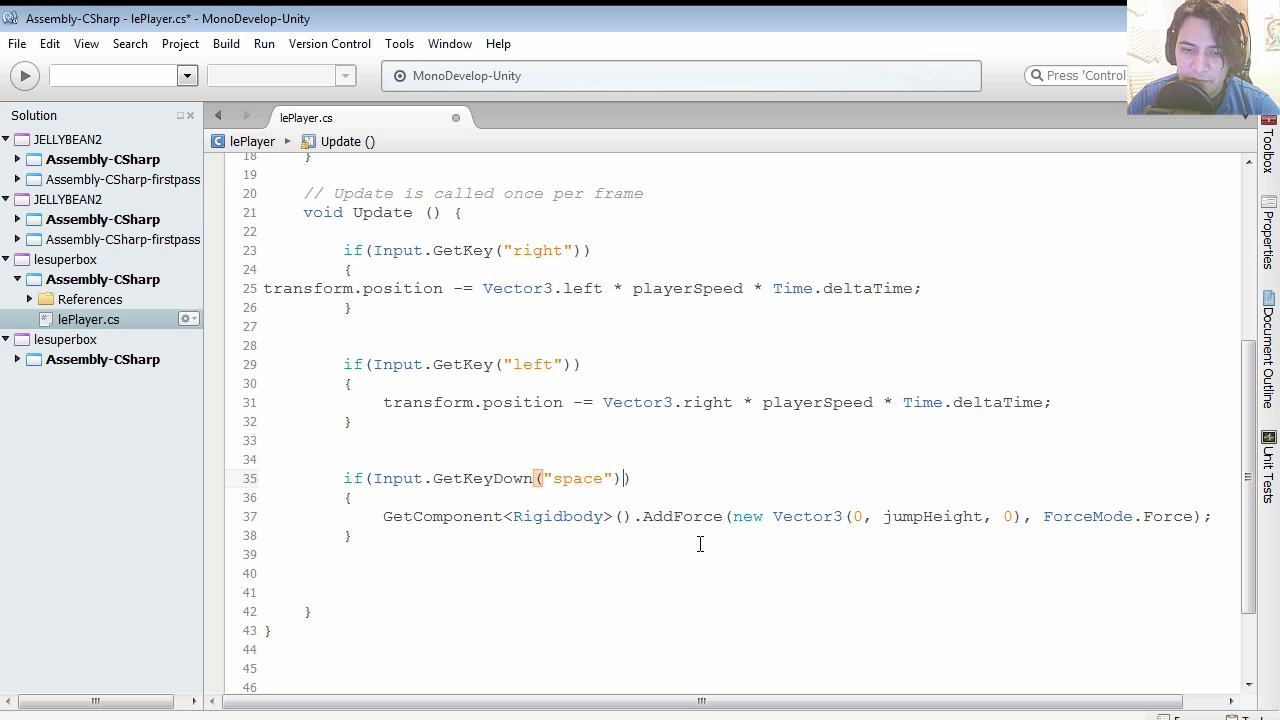 Assembly-CSharp - lePlayer.cs* - MonoDevelop-Unity
File Edit View Search Project Build Run Version Control Tools Window Help
MonoDevelop-Unity
Press 'Control
Solution
JELLYBEAN2
Assembly-CSharp
Assembly-CSharp-firstpass
JELLYBEAN2
Assembly-CSharp
Assembly-CSharp-firstpass
lesuperbox
Assembly-CSharp
References
lePlayer.cs
lesuperbox
Assembly-CSharp
lePlayer.cs
lePlayer Update ()
18 }
19
20 // Update is called once per frame
21 void Update () {
22
23 if(Input.GetKey("right"))
24 {
25 transform.position -= Vector3.left * playerSpeed * Time.deltaTime;
26 }
27
28
29 if(Input.GetKey("left"))
30 {
31 transform.position -= Vector3.right * playerSpeed * Time.deltaTime;
32 }
33
34
35 if(Input.GetKeyDown("space"))
36 {
37 GetComponent<Rigidbody>().AddForce(new Vector3(0, jumpHeight, 0), ForceMode.Force);
38 }
39
40
41
42 }
43 }
44
45
46
Toolbox
Properties
Document Outline
Unit Tests